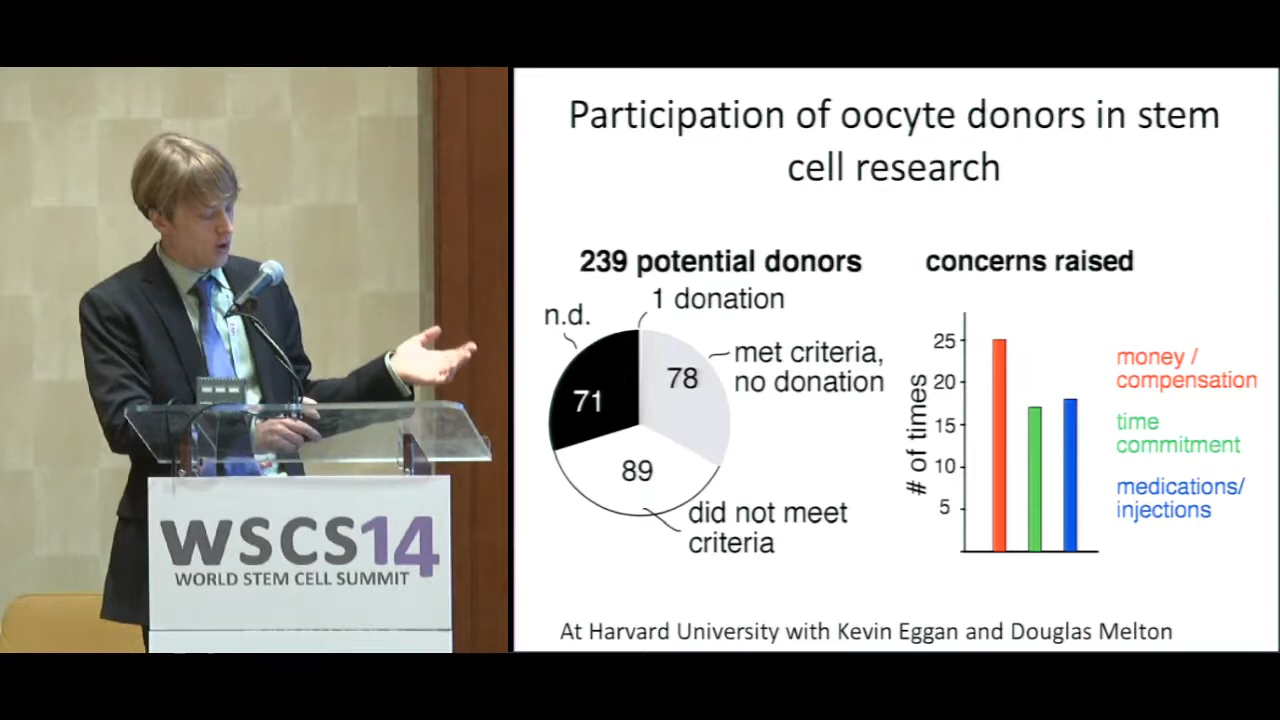 WSCS14
WORLD STEM CELL SUMMIT
Participation of oocyte donors in stem
cell research
239 potential donors
n.d.
1 donation
met criteria,
no donation
78
71
89
did not meet
criteria
concerns raised
# of times
25
20
15
10
5
money /
compensation
time
commitment
medications/
injections
At Harvard University with Kevin Eggan and Douglas Melton